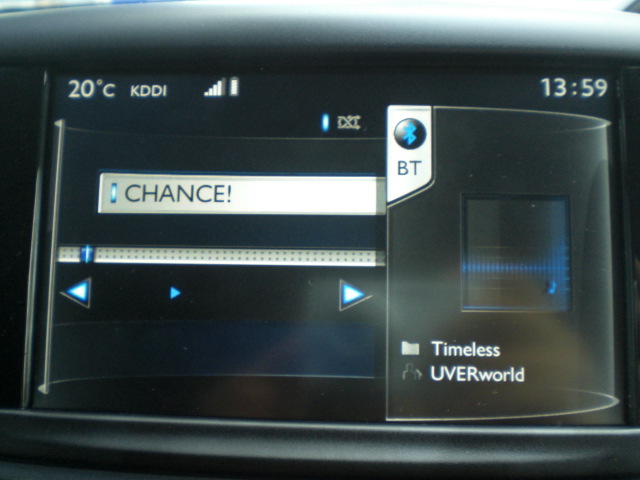 20°C KDDI 13:59
BT
CHANCE!
Timeless
UVERworld